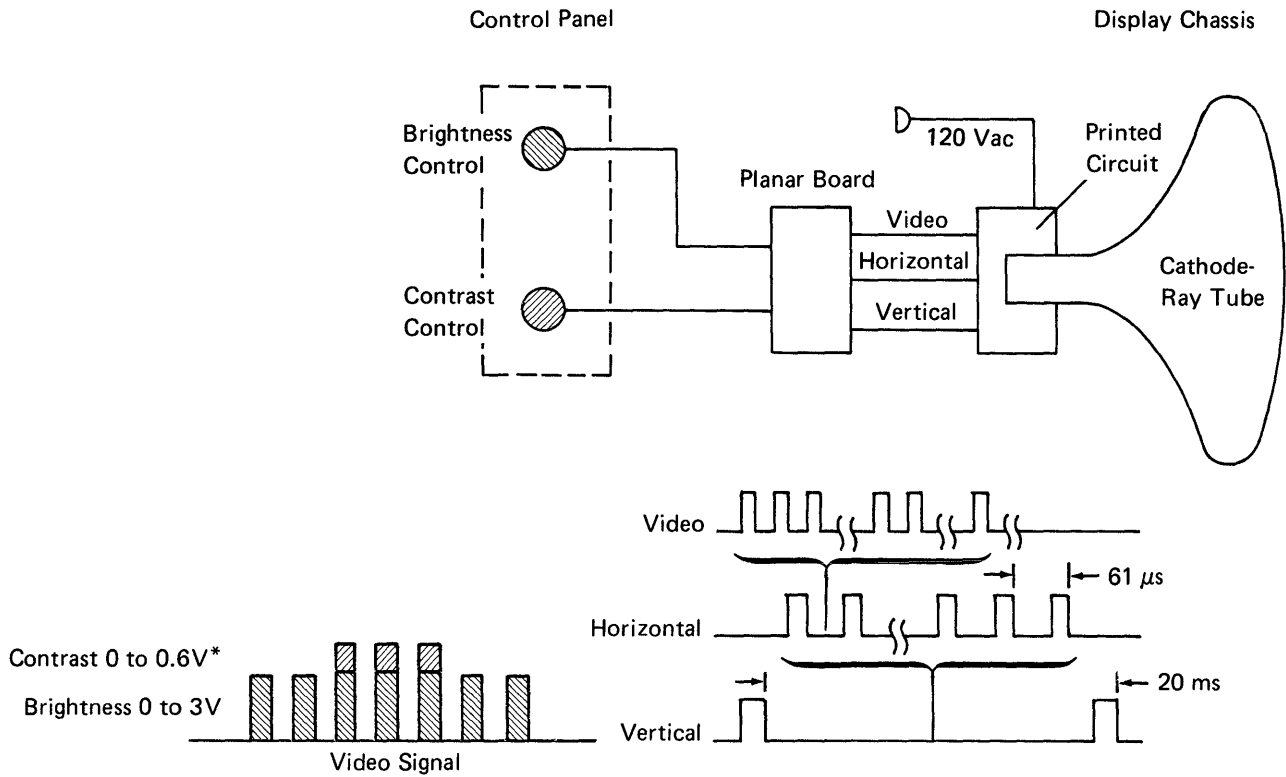 Control Panel
Display Chassis
Brightness
Control
120 Vac
Printed
Circuit
Planar Board
Video
Horizontal
Vertical
Cathode-
Ray Tube
Contrast
Control
Video
61 μs
Horizontal
Contrast 0 to 0.6V*
Brightness 0 to 3V
20 ms
Vertical
Video Signal